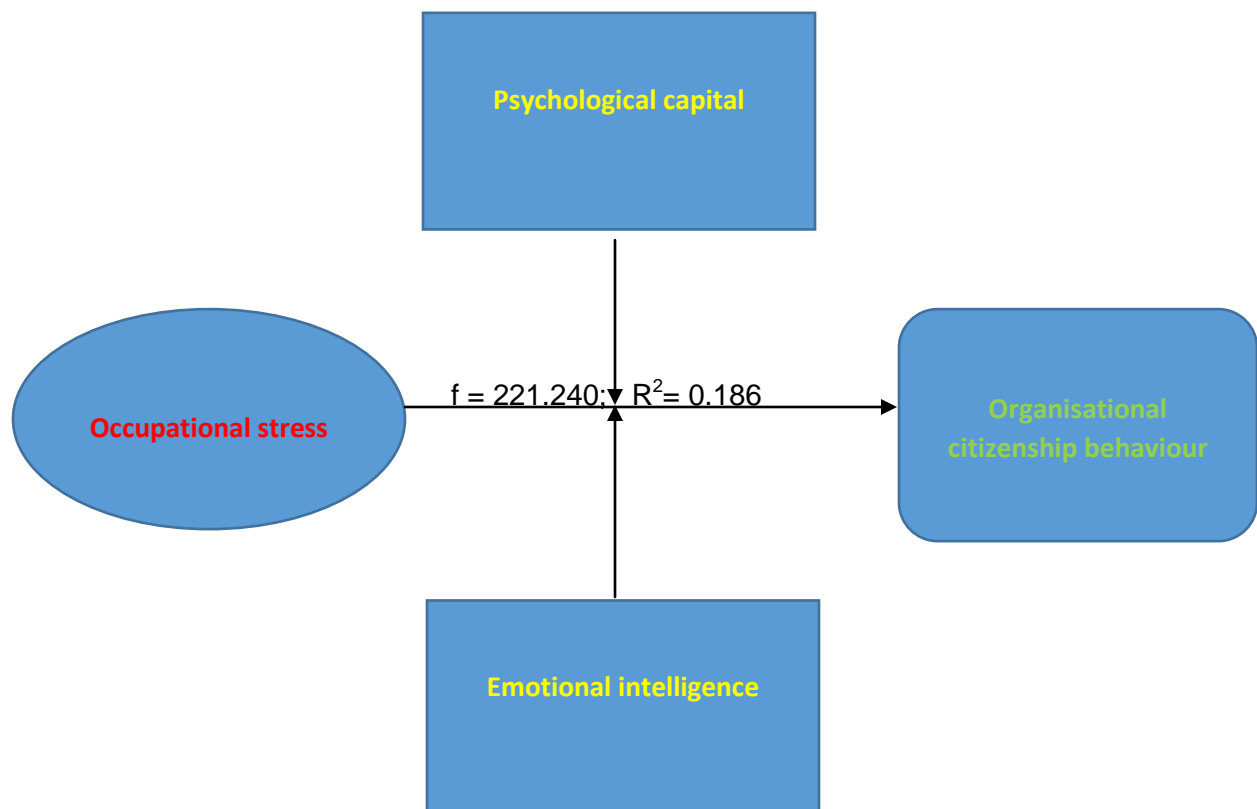 Psychological capital
f = 221.240; R²= 0.186
Occupational stress
Organisational
citizenship behaviour
Emotional intelligence